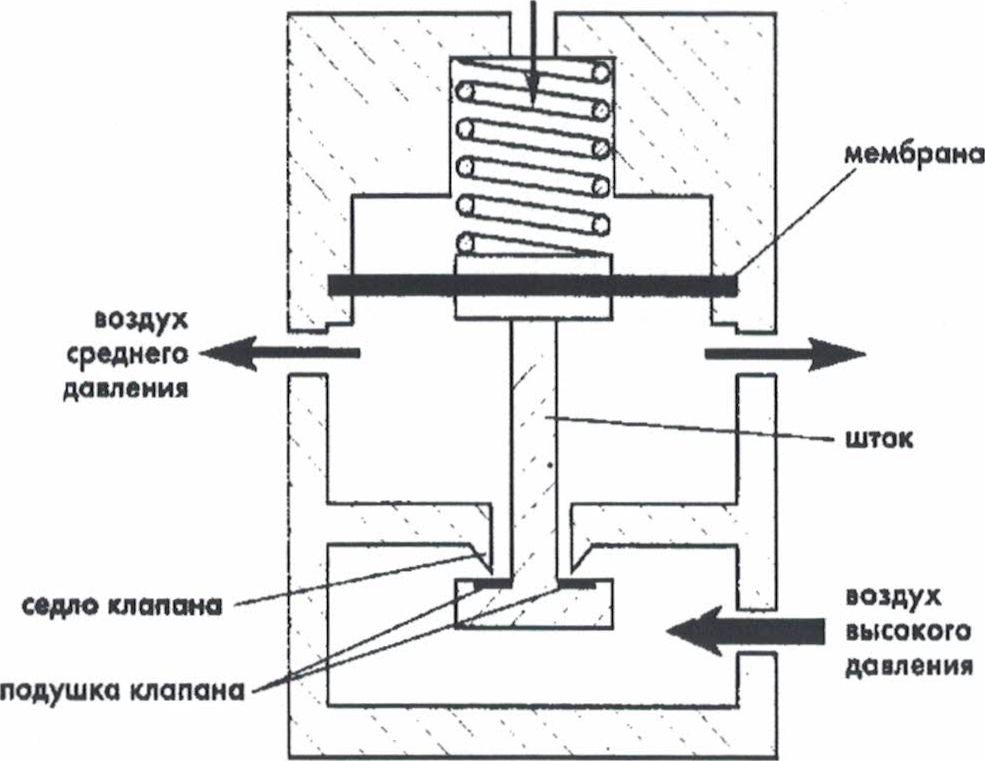 мембрана
воздух
среднего
давления
шток
седло клапана
воздух
высокого
давления
подушка клапана